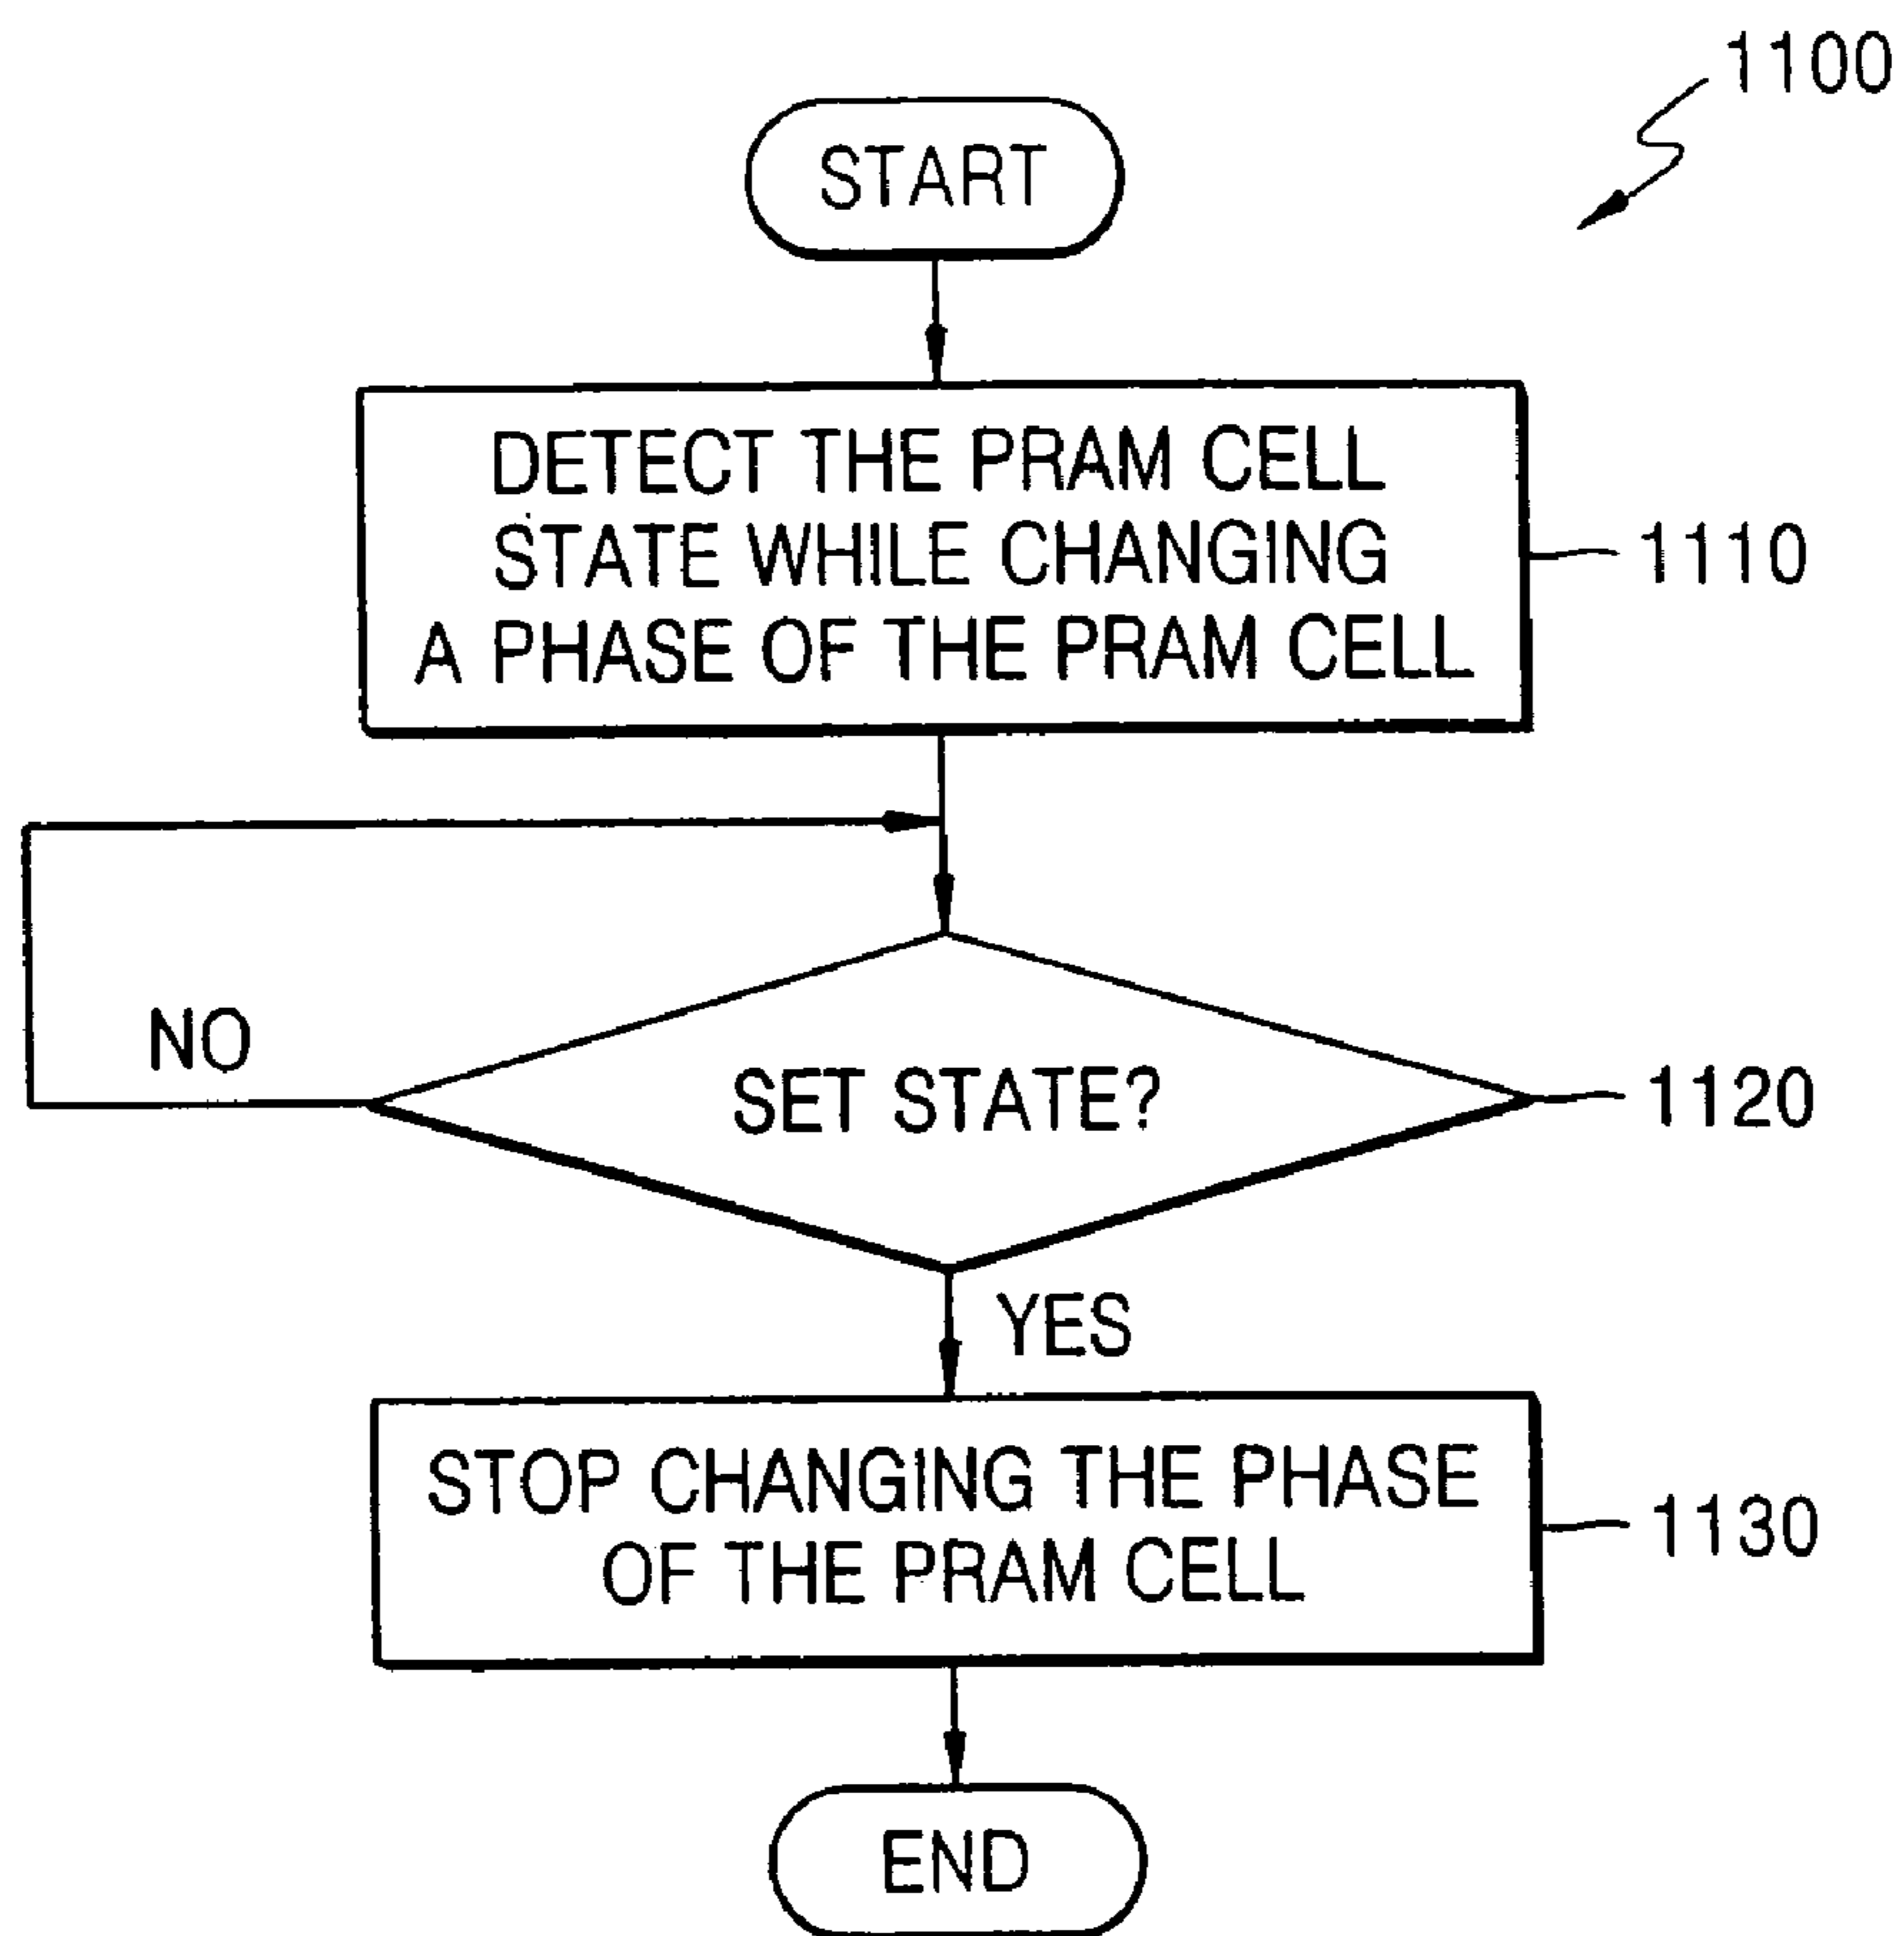 1100
START
DETECT THE PRAM CELL
STATE WHILE CHANGING
A PHASE OF THE PRAM CELL
1110
NO
SET STATE?
1120
YES
STOP CHANGING THE PHASE
OF THE PRAM CELL
1130
END